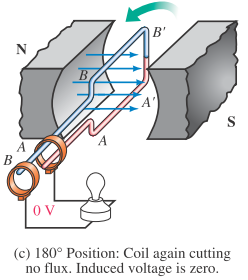 B'
N
B
A'
S
A
A
B
0 V
(c) 180° Position: Coil again cutting
no flux. Induced voltage is zero.